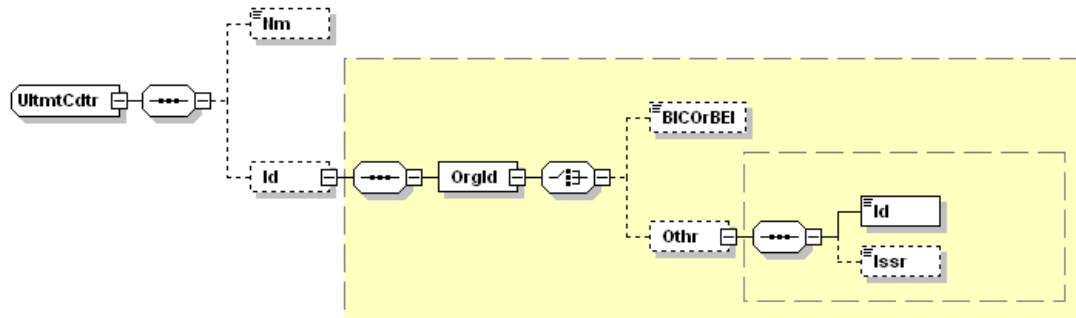 Nm
UltmtCdtr
BICOrBEI
Id
OrgId
Id
Othr
Issr